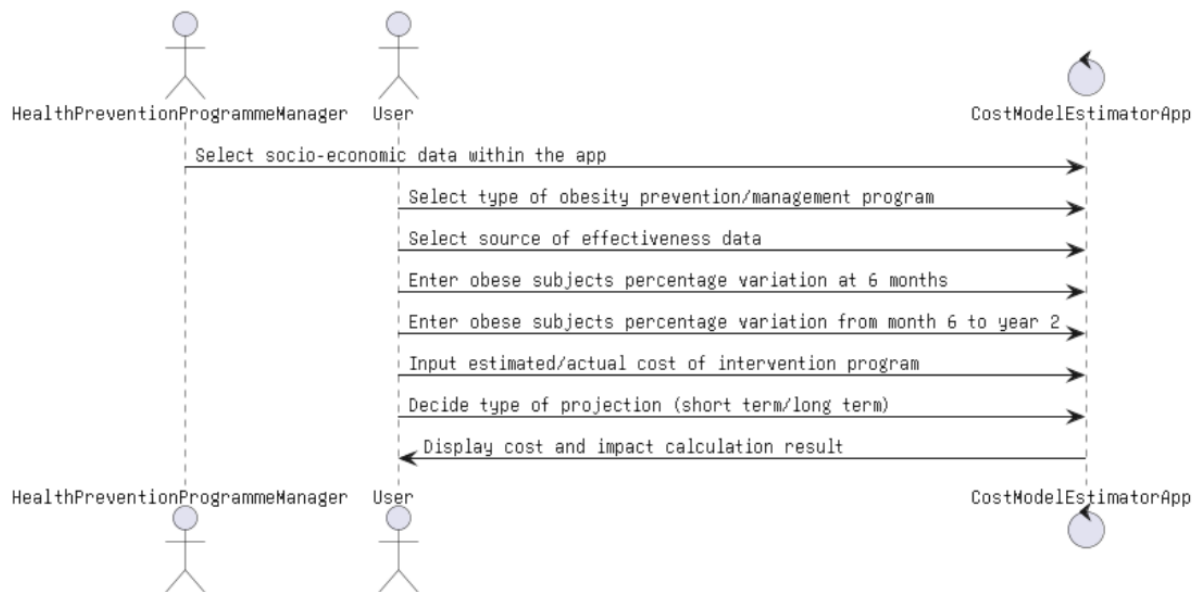 HealthPreventionProgrammeManager User CostModelEstimatorApp
Select socio-economic data within the app
Select type of obesity prevention/management program
Select source of effectiveness data
Enter obese subjects percentage variation at 6 months
Enter obese subjects percentage variation from month 6 to year 2
Input estimated/actual cost of intervention program
Decide type of projection (short term/long term)
Display cost and impact calculation result
HealthPreventionProgrammeManager User CostModelEstimatorApp